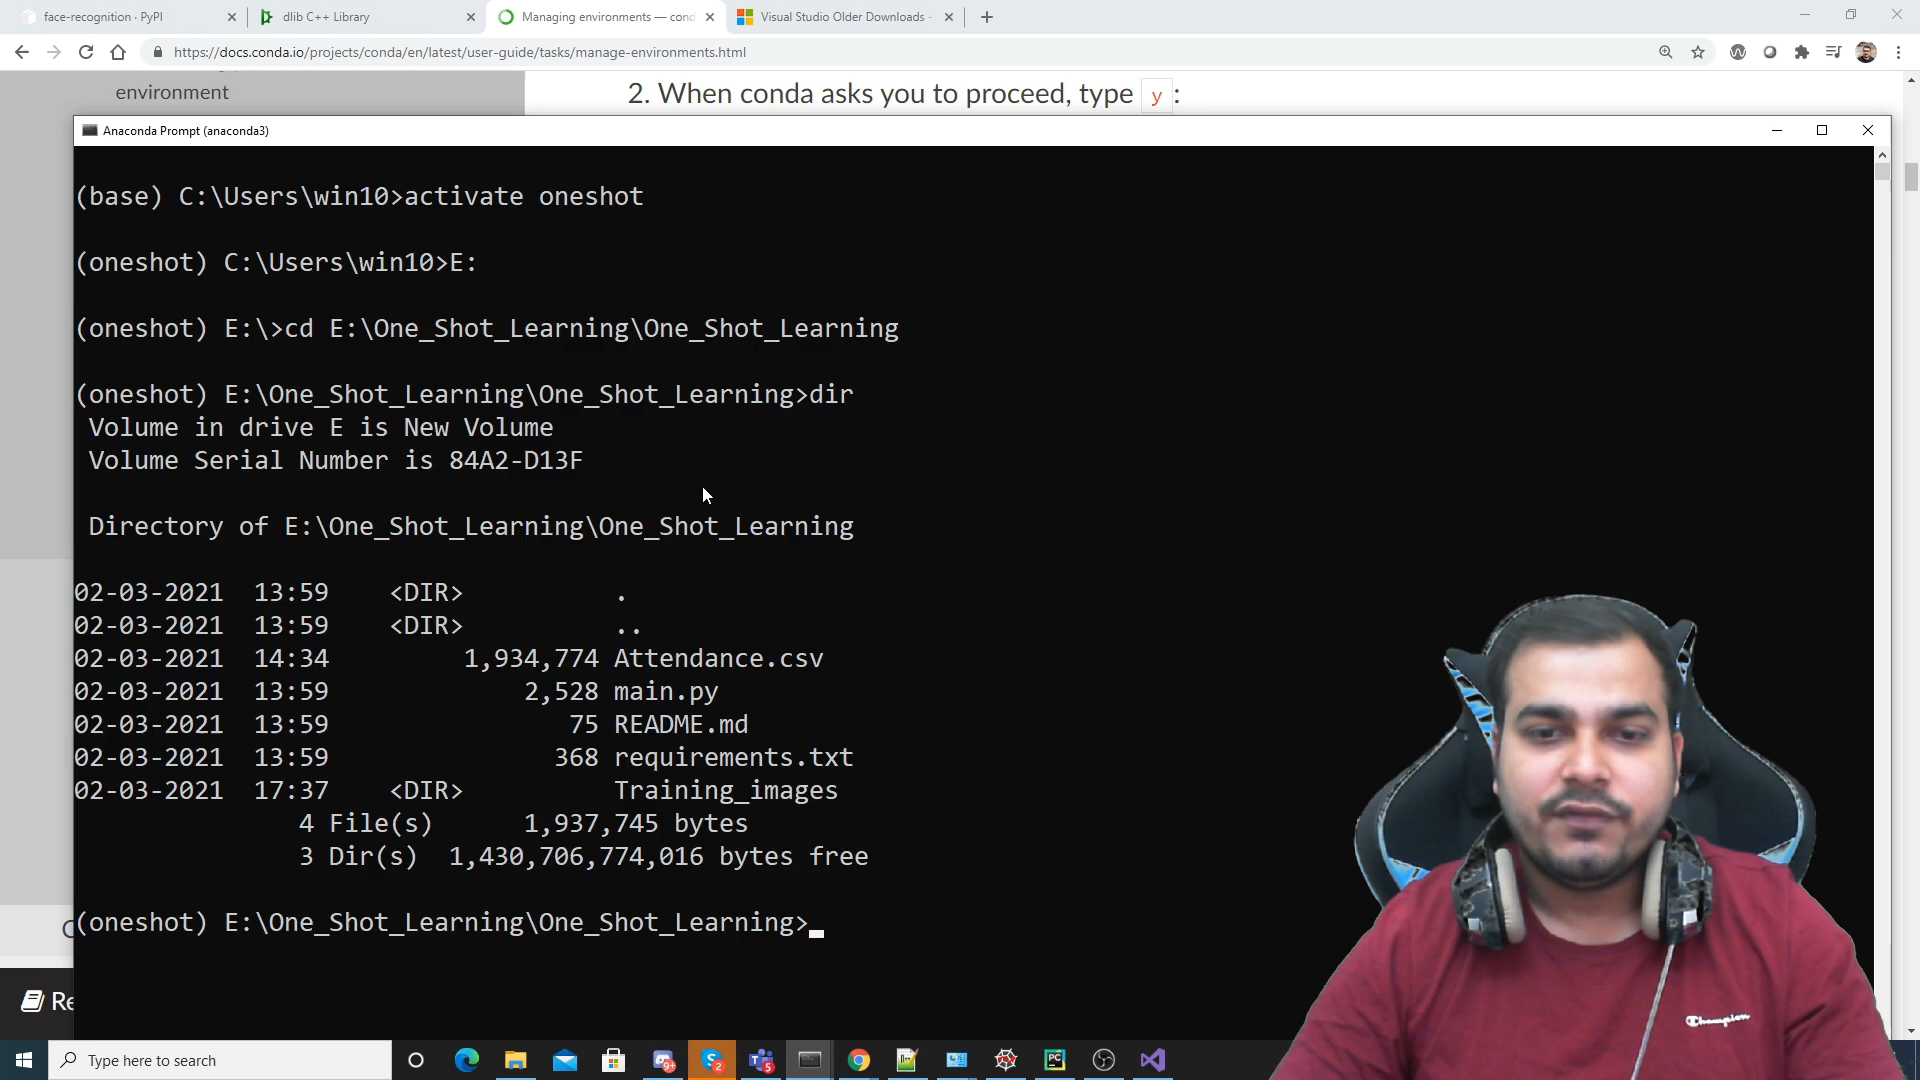 face-recognition · PyPI
dlib C++ Library
Managing environments — cond
Visual Studio Older Downloads -
https://docs.conda.io/projects/conda/en/latest/user-guide/tasks/manage-environments.html
environment
2. When conda asks you to proceed, type y :
Anaconda Prompt (anaconda3)
(base) C:\Users\win10>activate oneshot
(oneshot) C:\Users\win10>E:
(oneshot) E:\>cd E:\One_Shot_Learning\One_Shot_Learning
(oneshot) E:\One_Shot_Learning\One_Shot_Learning>dir
Volume in drive E is New Volume
Volume Serial Number is 84A2-D13F
Directory of E:\One_Shot_Learning\One_Shot_Learning
02-03-2021 13:59 <DIR> .
02-03-2021 13:59 <DIR> ..
02-03-2021 14:34 1,934,774 Attendance.csv
02-03-2021 13:59 2,528 main.py
02-03-2021 13:59 75 README.md
02-03-2021 13:59 368 requirements.txt
02-03-2021 17:37 <DIR> Training_images
4 File(s) 1,937,745 bytes
3 Dir(s) 1,430,706,774,016 bytes free
(oneshot) E:\One_Shot_Learning\One_Shot_Learning>
Re
Champion
Type here to search
9+
2
5
PC